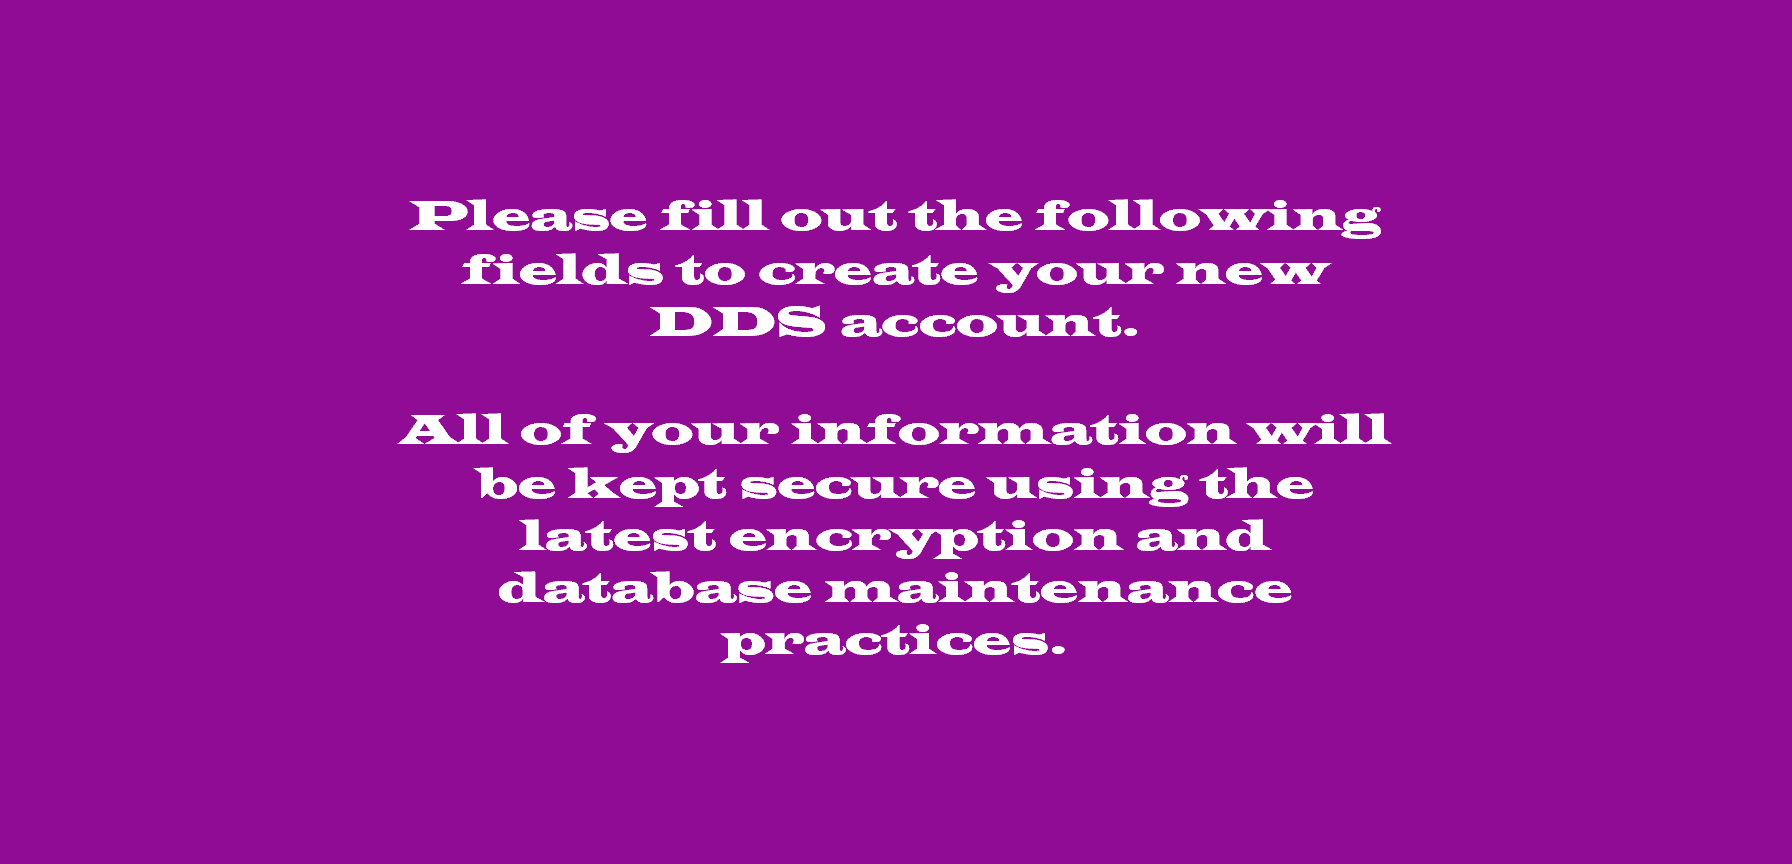 Please fill out the following
fields to create your new
DDS account.
All of your information will
be kept secure using the
latest encryption and
database maintenance
practices.